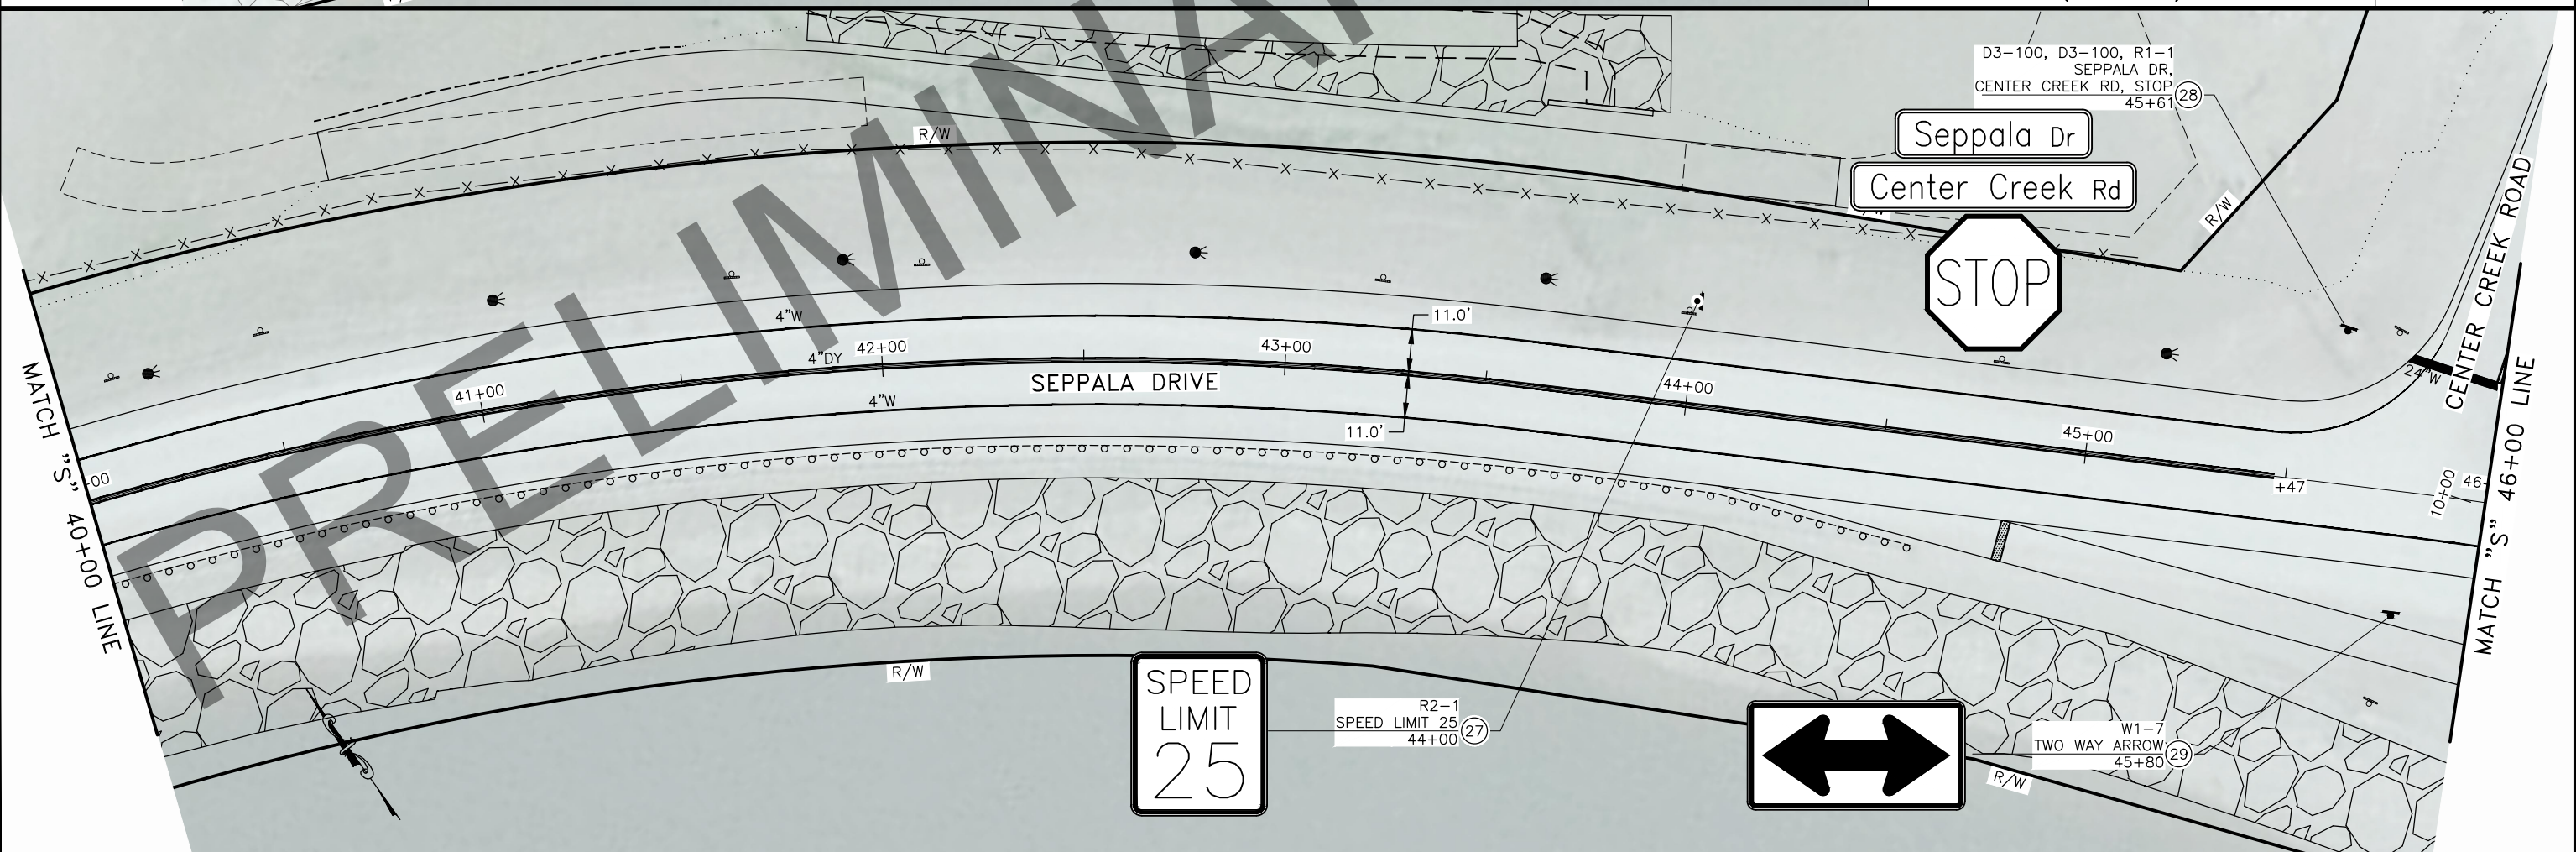 D3-100, D3-100, R1-1
SEPPALA DR,
CENTER CREEK RD, STOP
45+61
28
Seppala Dr
Center Creek Rd
STOP
R/W
R/W
CENTER CREEK ROAD
PRELIMINAR
4"W
11.0'
4"DY
42+00
43+00
41+00
SEPPALA DRIVE
44+00
24"W
4"W
11.0'
45+00
+47
10+00
46
00
MATCH "S" 40+00 LINE
MATCH "S" 46+00 LINE
R/W
SPEED
LIMIT
25
R2-1
SPEED LIMIT 25
44+00
27
W1-7
TWO WAY ARROW
45+80
29
R/W